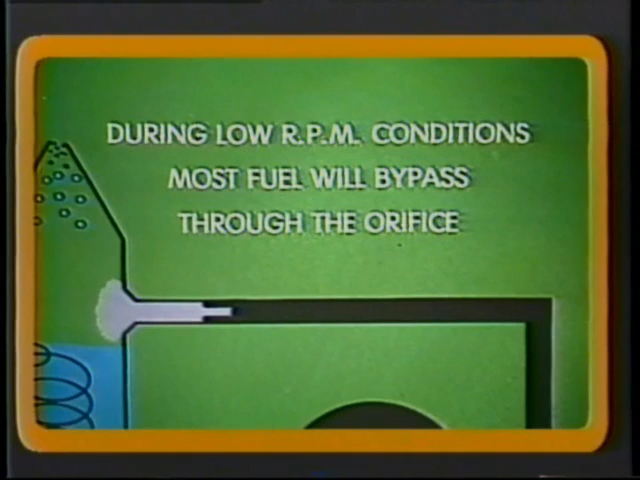 DURING LOW R.P.M. CONDITIONS
MOST FUEL WILL BYPASS
THROUGH THE ORIFICE